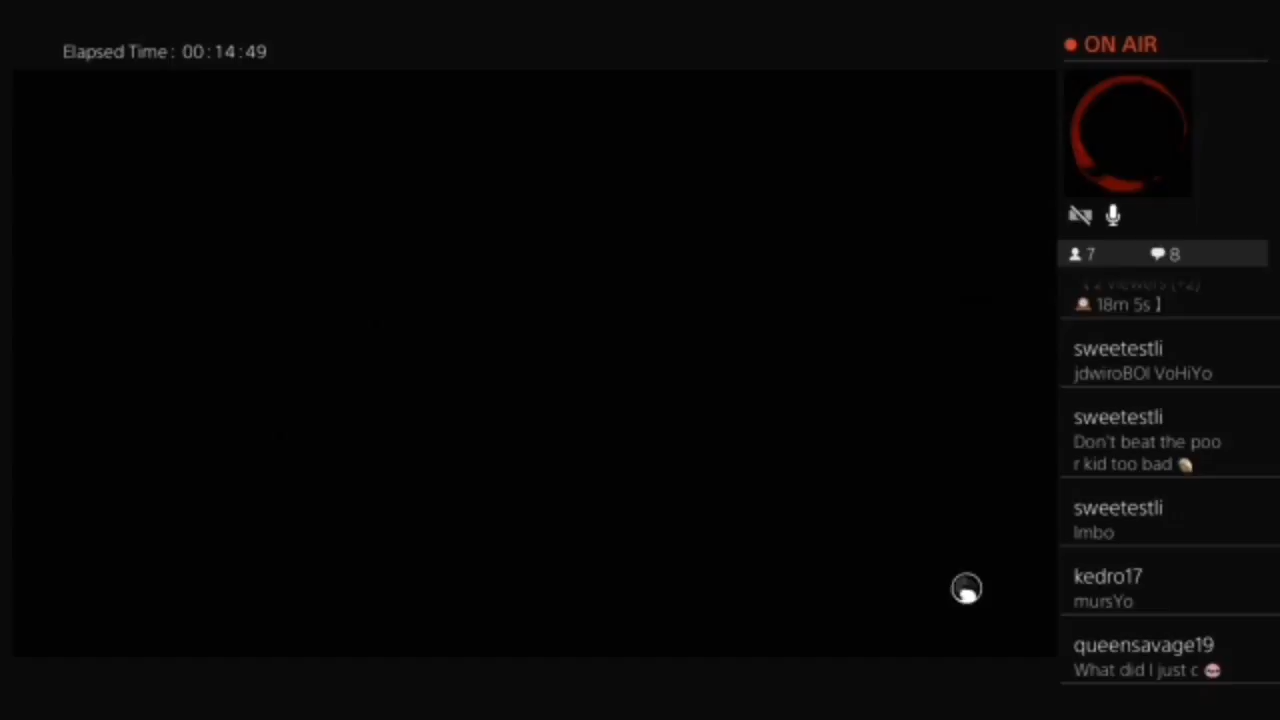 Elapsed Time: 00:14:49
ON AIR
7 8
18m 5s 】
sweetestli
jdwiroBOI VoHiYo
sweetestli
Don't beat the poo
r kid too bad
sweetestli
lmbo
kedro17
mursYo
queensavage19
What did I just c